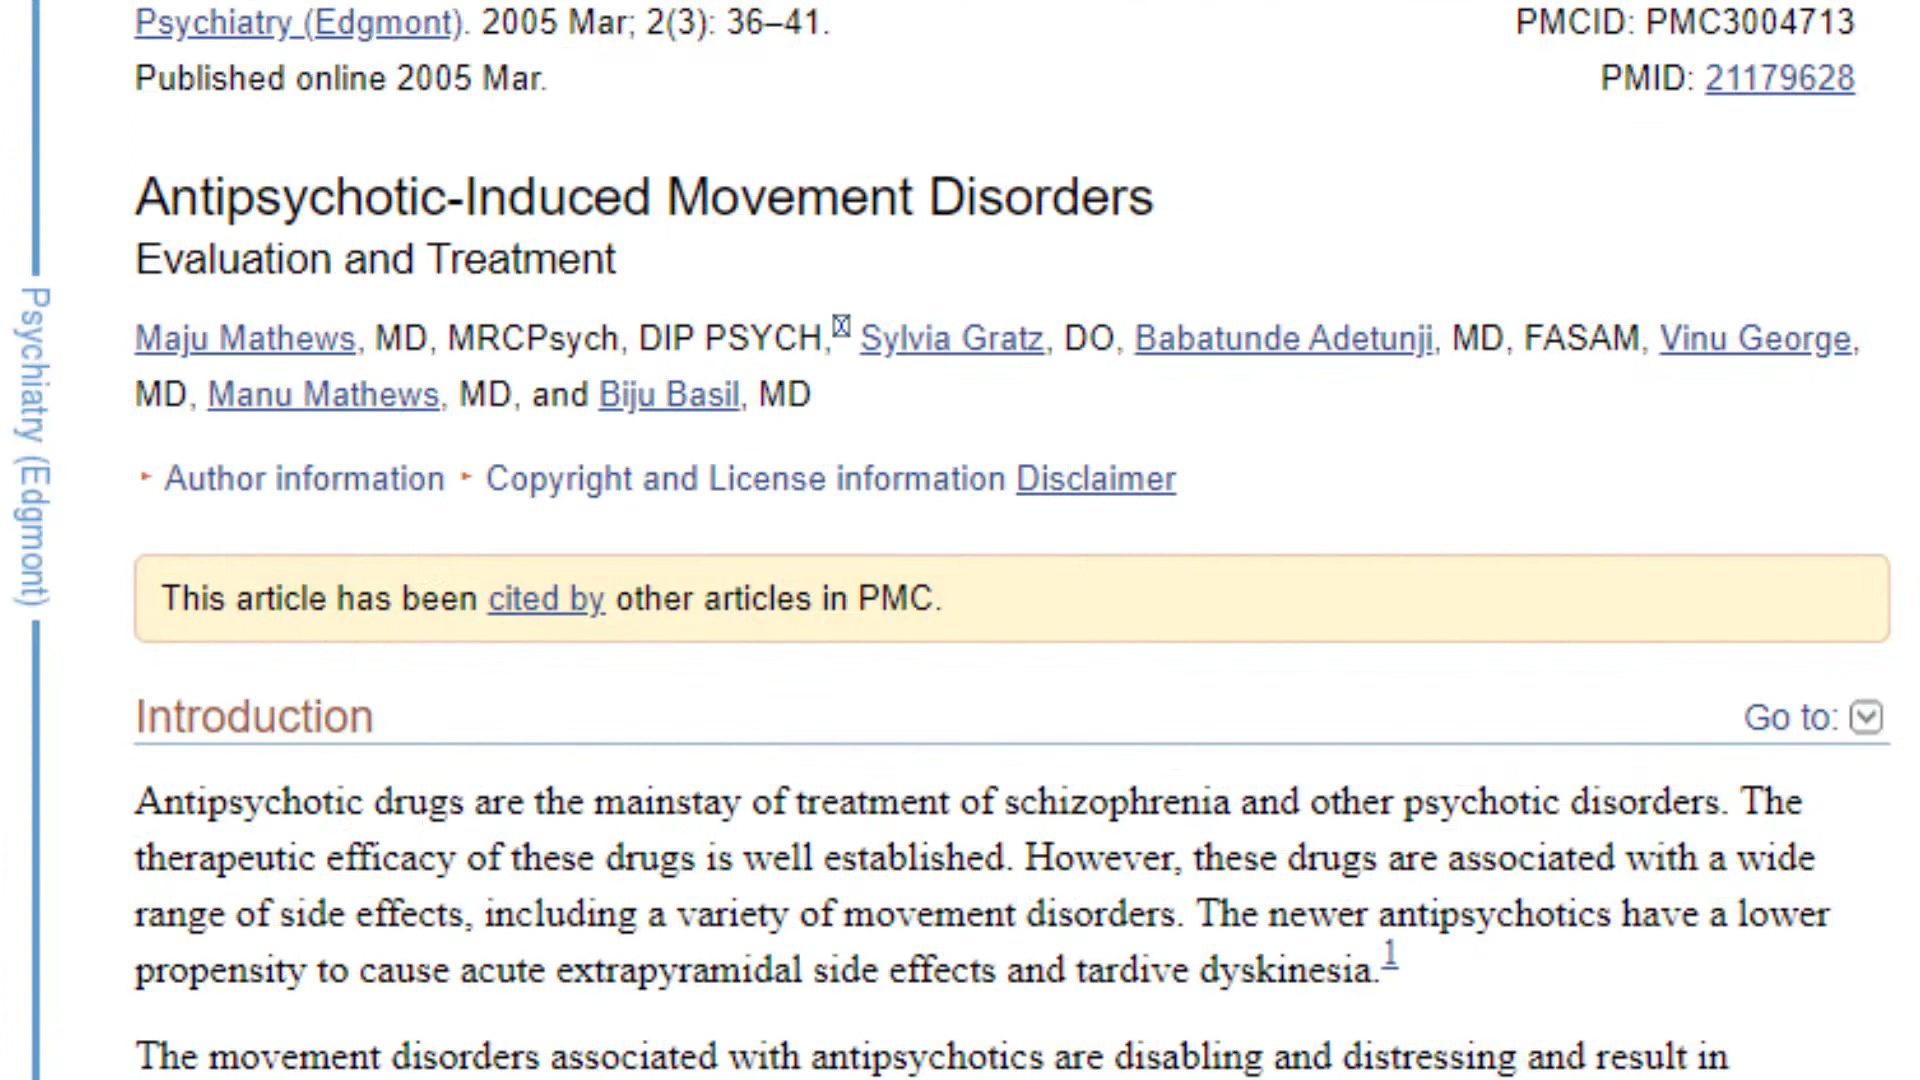 Psychiatry (Edgmont). 2005 Mar; 2(3): 36–41.
PMCID: PMC3004713
Published online 2005 Mar.
PMID: 21179628
Antipsychotic-Induced Movement Disorders
Evaluation and Treatment
Maju Mathews, MD, MRCPsych, DIP PSYCH, Sylvia Gratz, DO, Babatunde Adetunji, MD, FASAM, Vinu George,
MD, Manu Mathews, MD, and Biju Basil, MD
Author information Copyright and License information Disclaimer
This article has been cited by other articles in PMC.
Introduction
Go to:
Antipsychotic drugs are the mainstay of treatment of schizophrenia and other psychotic disorders. The
therapeutic efficacy of these drugs is well established. However, these drugs are associated with a wide
range of side effects, including a variety of movement disorders. The newer antipsychotics have a lower
propensity to cause acute extrapyramidal side effects and tardive dyskinesia.1
The movement disorders associated with antipsychotics are disabling and distressing and result in
Psychiatry (Edgmont)